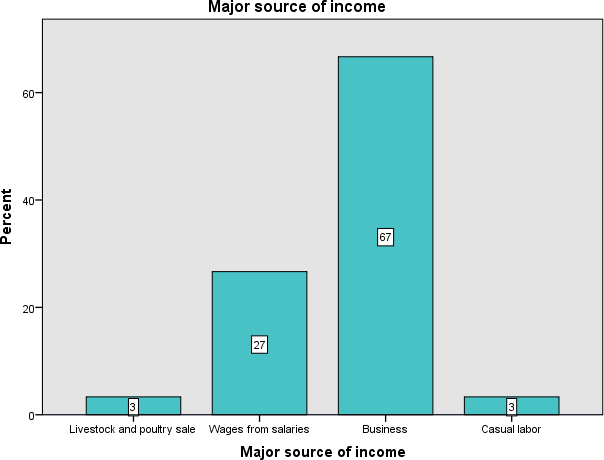 Major source of income
Percent
60
40
20
0
3
27
67
3
Livestock and poultry sale
Wages from salaries
Business
Casual labor
Major source of income